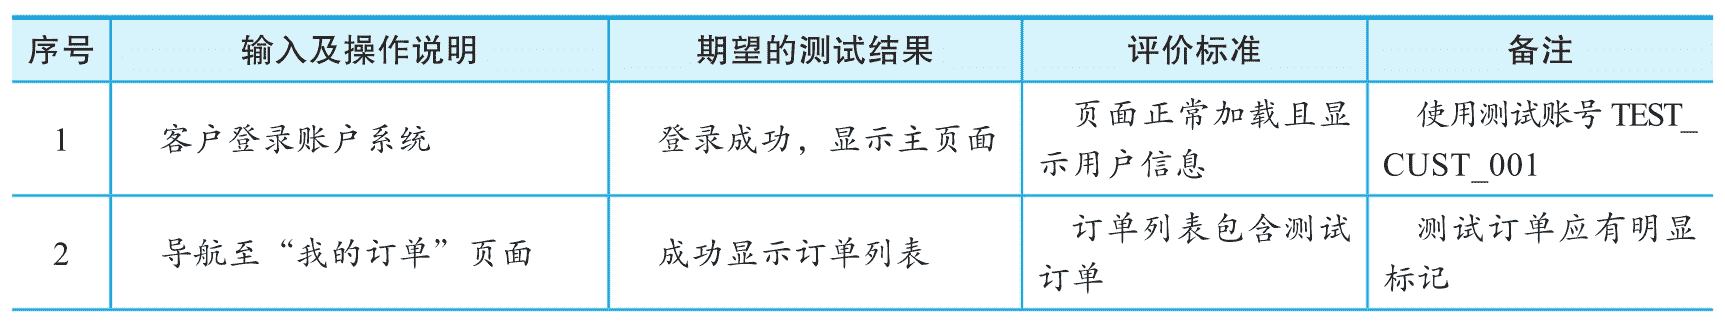 序号 输入及操作说明 期望的测试结果 评价标准 备注
1 客户登录账户系统 登录成功，显示主页面 页面正常加载且显示用户信息 使用测试账号 TEST_CUST_001
2 导航至“我的订单”页面 成功显示订单列表 订单列表包含测试订单 测试订单应有明显标记